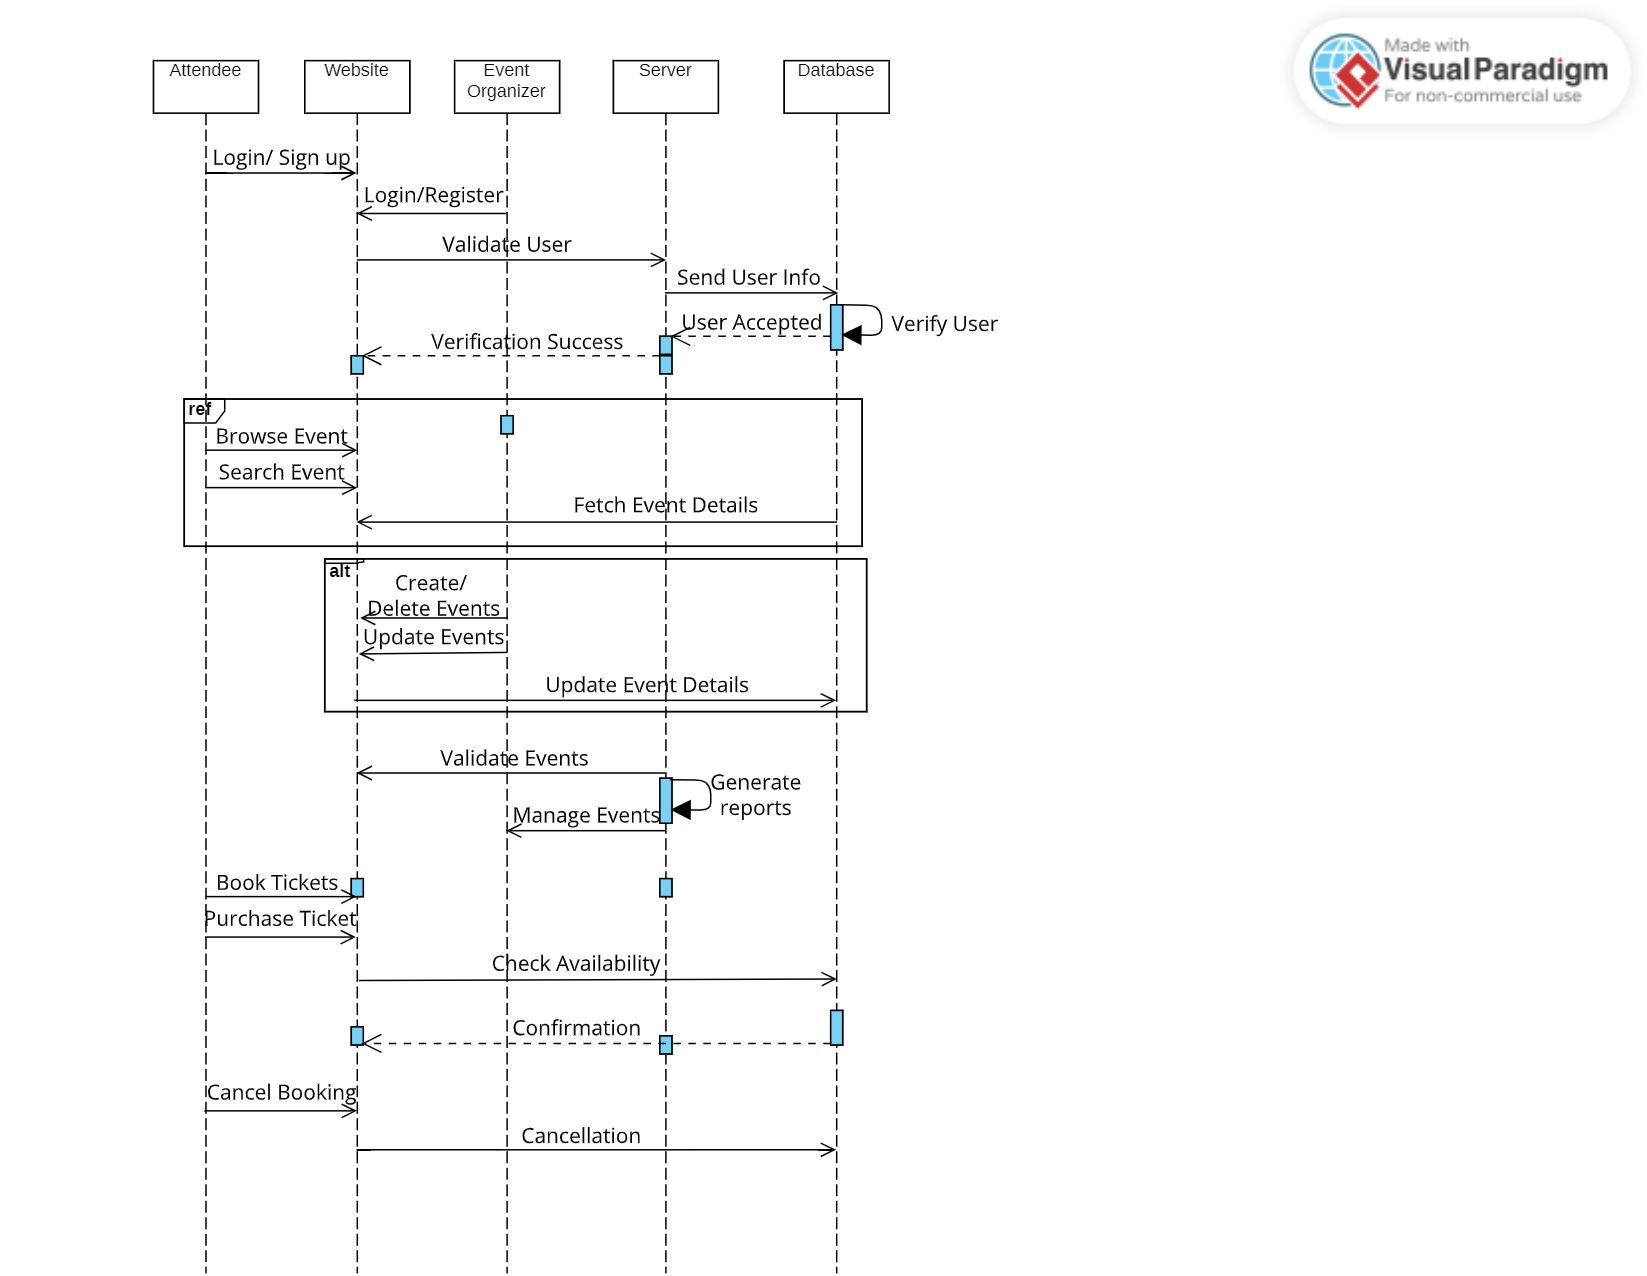 Made with
Visual Paradigm
For non-commercial use
Attendee
Website
Event
Organizer
Server
Database
Login/ Sign up
Login/Register
Validate User
Send User Info
User Accepted
Verify User
Verification Success
ref
Browse Event
Search Event
Fetch Event Details
alt
Create/
Delete Events
Update Events
Update Event Details
Validate Events
Generate
reports
Manage Events
Book Tickets
Purchase Ticket
Check Availability
Confirmation
Cancel Booking
Cancellation